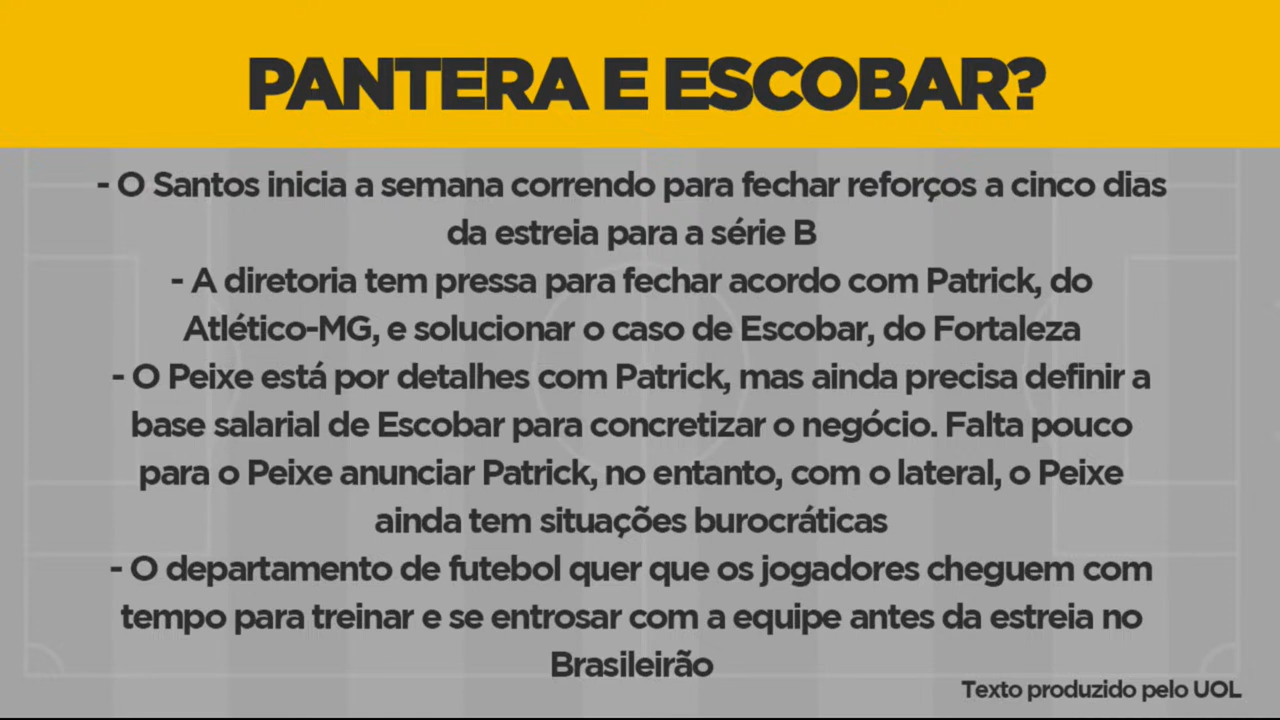 PANTERA E ESCOBAR?
- O Santos inicia a semana correndo para fechar reforços a cinco dias
da estreia para a série B
- A diretoria tem pressa para fechar acordo com Patrick, do
Atlético-MG, e solucionar o caso de Escobar, do Fortaleza
- O Peixe está por detalhes com Patrick, mas ainda precisa definir a
base salarial de Escobar para concretizar o negócio. Falta pouco
para o Peixe anunciar Patrick, no entanto, com o lateral, o Peixe
ainda tem situações burocráticas
- O departamento de futebol quer que os jogadores cheguem com
tempo para treinar e se entrosar com a equipe antes da estreia no
Brasileirão
Texto produzido pelo UOL